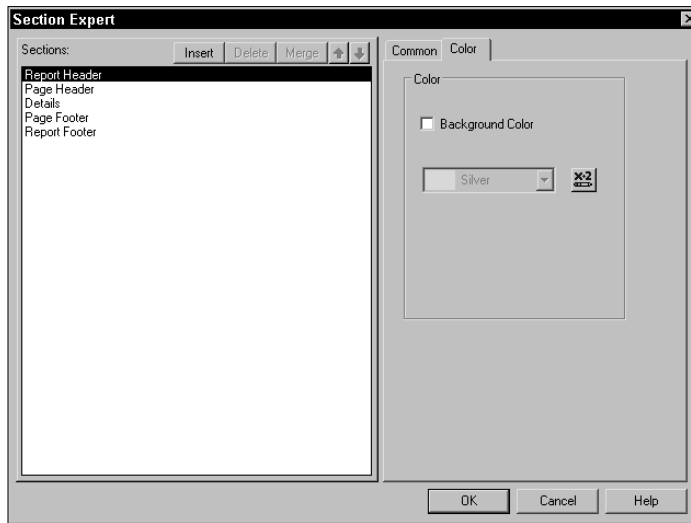 Section Expert
Sections:
Insert
Delete
Merge
Report Header
Page Header
Details
Page Footer
Report Footer
Common
Color
Color
Background Color
Silver
X·2
OK
Cancel
Help